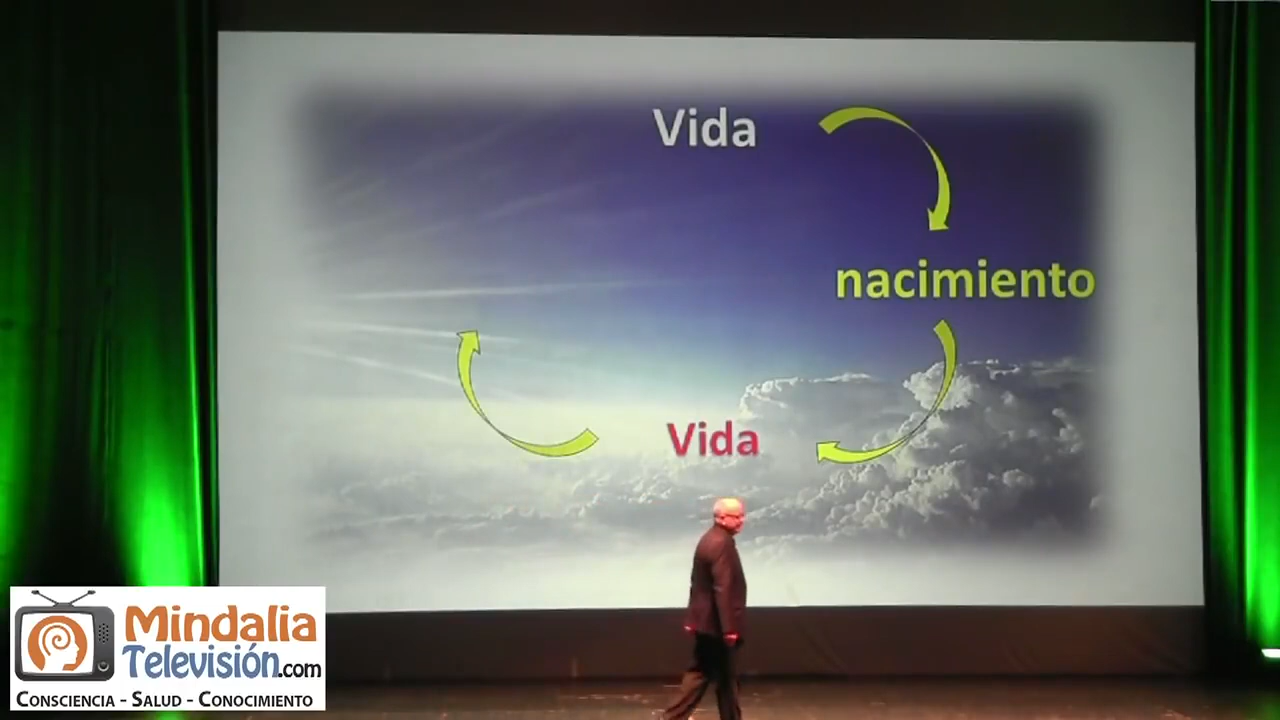 Vida
nacimiento
Vida
Mindalia
Televisión.com
Consciencia - Salud - Conocimiento